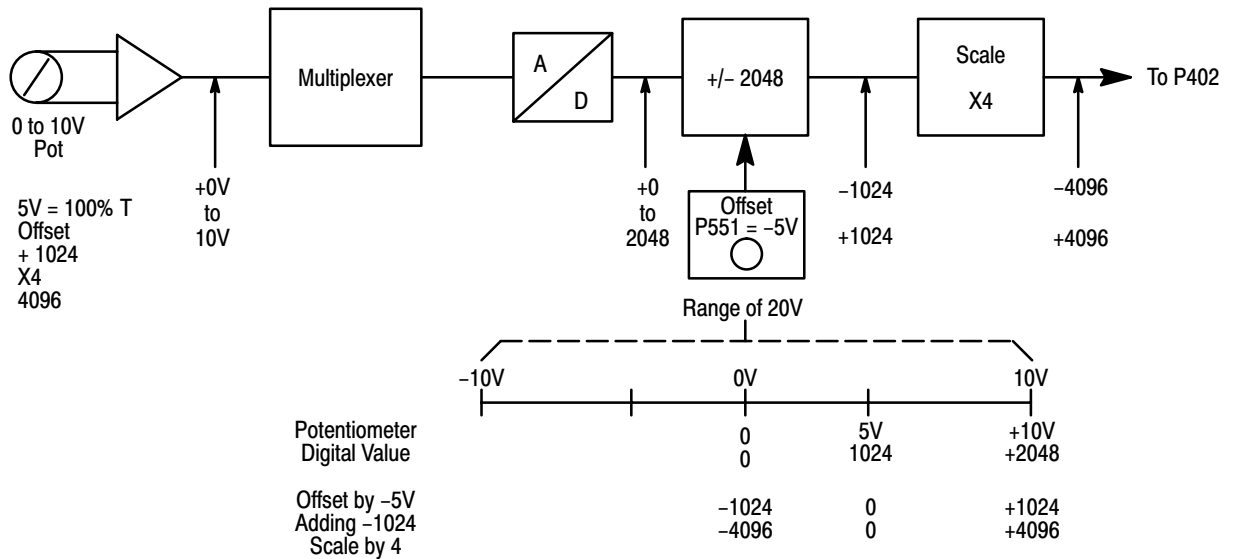 0 to 10V
Pot
5V = 100% T
Offset
+ 1024
X4
4096
+0V
to
10V
Multiplexer
A
D
+0
to
2048
+/− 2048
Offset
P551 = −5V
−1024
+1024
Scale
X4
−4096
+4096
To P402
Range of 20V
−10V 0V 10V
Potentiometer 0 5V +10V
Digital Value 0 1024 +2048
Offset by −5V −1024 0 +1024
Adding −1024 −4096 0 +4096
Scale by 4